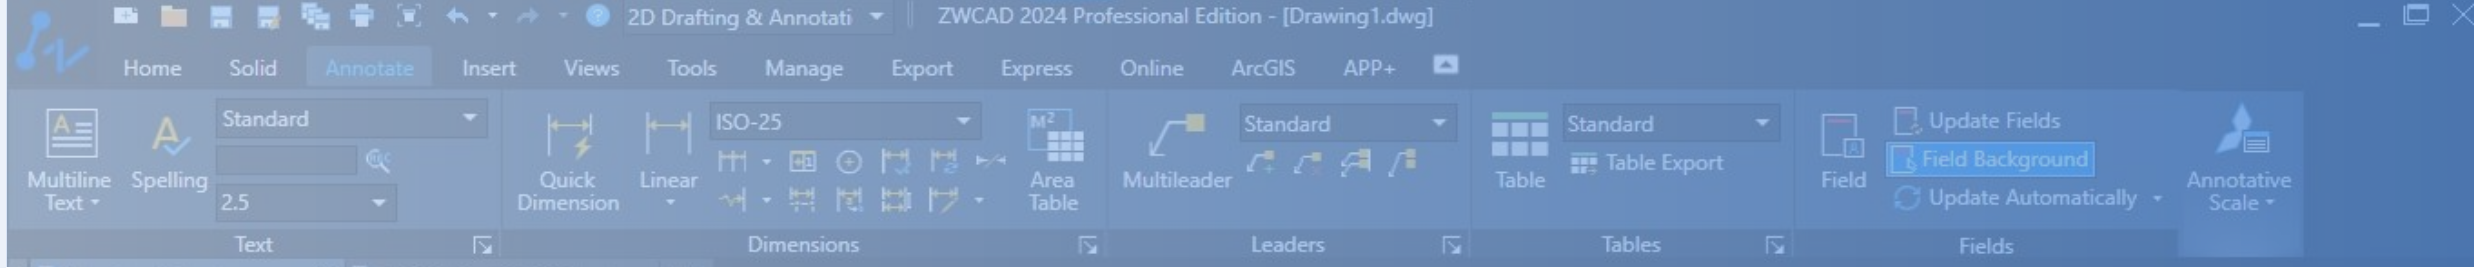 2D Drafting & Annotati
ZWCAD 2024 Professional Edition - [Drawing1.dwg]
Home Solid Annotate Insert Views Tools Manage Export Express Online ArcGIS APP+
Multiline
Text
Spelling
Standard
2.5
Text
Quick
Dimension
Linear
ISO-25
M²
Area
Table
Dimensions
Multileader
Standard
Leaders
Table
Standard
Table Export
Tables
Field
Update Fields
Field Background
Update Automatically
Fields
Annotative
Scale